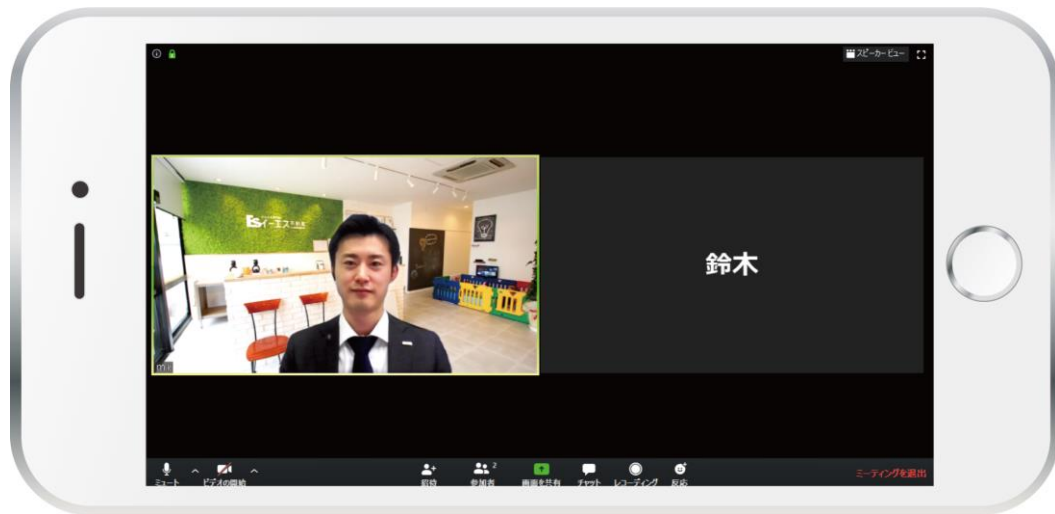 スピーカービュー
Esイーエス不動産
鈴木
m
ミュート
ビデオの開始
招待
参加者
2
画面を共有
チャット
レコーディング
反応
ミーティングを退出